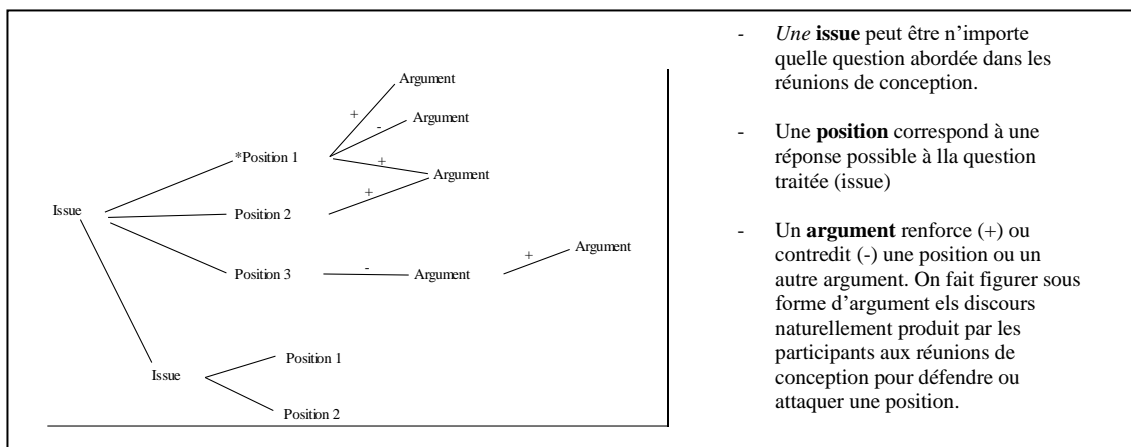 Argument
+
-
Argument
*Position 1
+
Argument
+
Issue
Position 2
Argument
+
Position 3
-
Argument
Position 1
Issue
Position 2
- Une issue peut être n’importe
quelle question abordée dans les
réunions de conception.
- Une position correspond à une
réponse possible à lla question
traitée (issue)
- Un argument renforce (+) ou
contredit (-) une position ou un
autre argument. On fait figurer sous
forme d’argument els discours
naturellement produit par les
participants aux réunions de
conception pour défendre ou
attaquer une position.